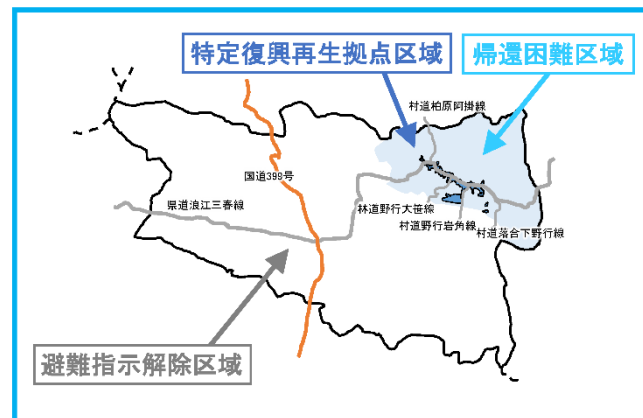 特定復興再生拠点区域
帰還困難区域
村道柏原阿掛線
国道399号
県道浪江三春線
林道野行大笹線
村道野行岩角線
村道落合下野行線
避難指示解除区域